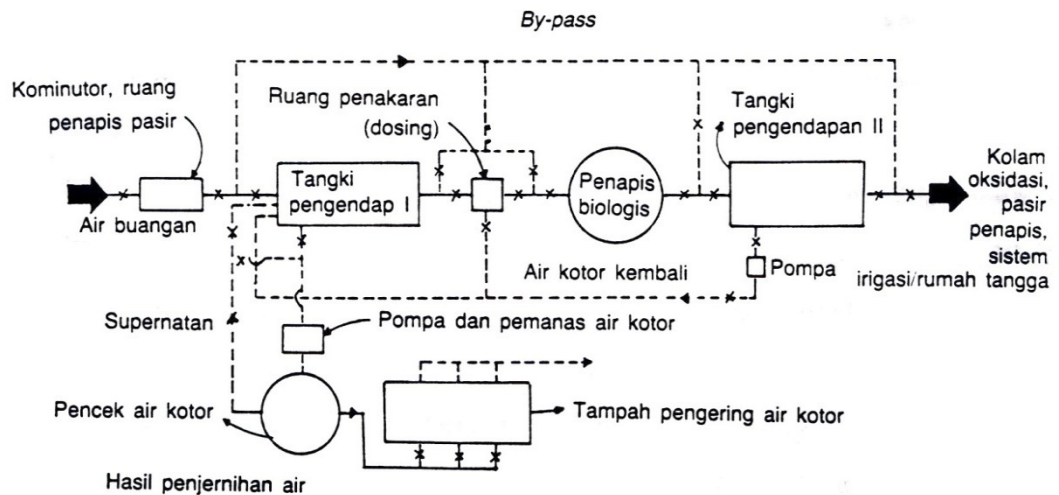 By-pass
Kominutor, ruang
penapis pasir
Ruang penakaran
(dosing)
Tangki
pengendapan II
Kolam
oksidasi,
pasir
penapis,
sistem
irigasi/rumah tangga
Tangki
pengendap I
Penapis
biologis
Air buangan
Air kotor kembali
Pompa
Supernatan
Pompa dan pemanas air kotor
Pencek air kotor
Tampah pengering air kotor
Hasil penjernihan air